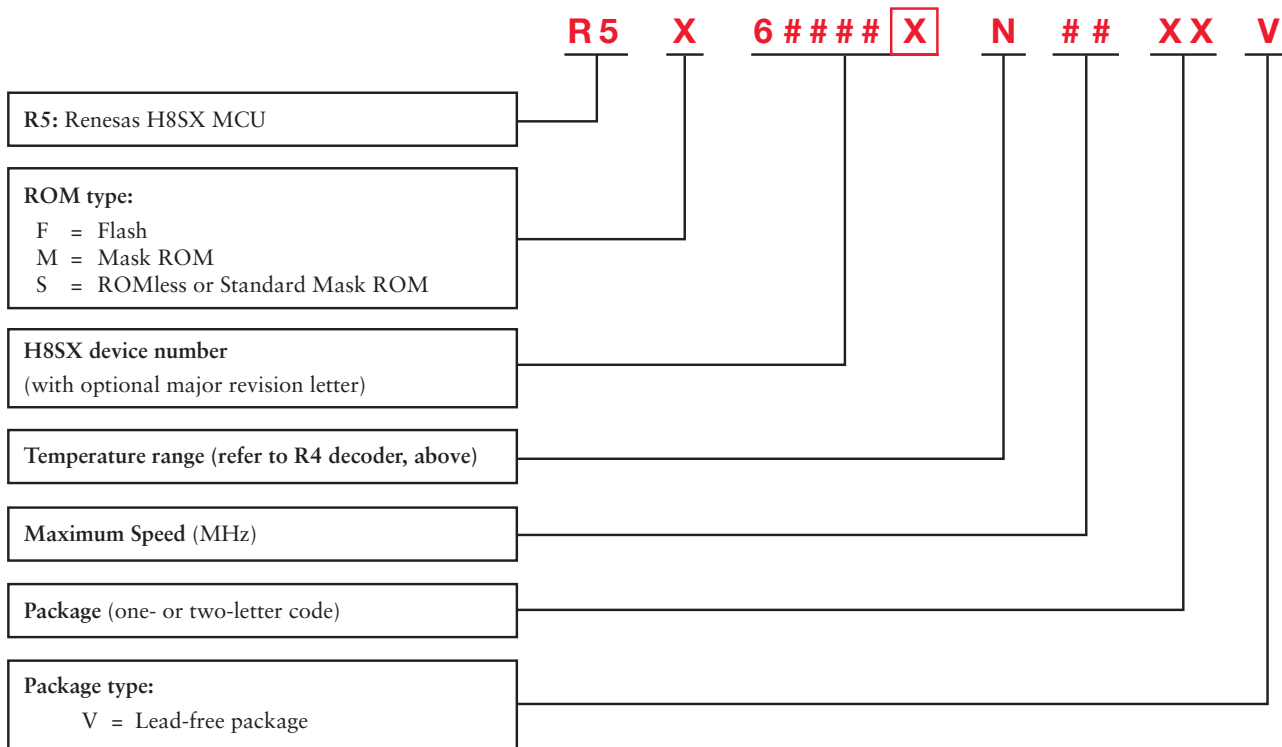 R5 X 6####X N ## XX V
R5: Renesas H8SX MCU
ROM type:
F = Flash
M = Mask ROM
S = ROMless or Standard Mask ROM
H8SX device number
(with optional major revision letter)
Temperature range (refer to R4 decoder, above)
Maximum Speed (MHz)
Package (one- or two-letter code)
Package type:
V = Lead-free package